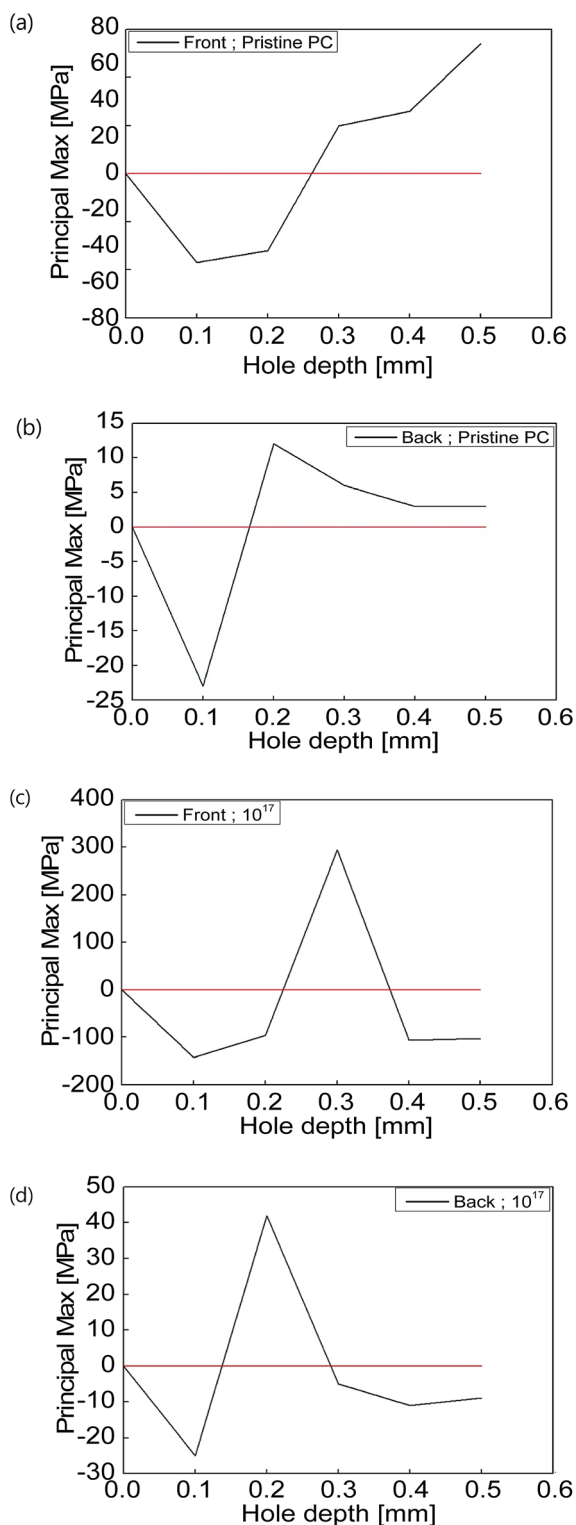 (a)
80
60
40
20
0
-20
-40
-60
-80
Principal Max [MPa]
Front ; Pristine PC
0.0 0.1 0.2 0.3 0.4 0.5 0.6
Hole depth [mm]
(b)
15
10
5
0
-5
-10
-15
-20
-25
Principal Max [MPa]
Back ; Pristine PC
0.0 0.1 0.2 0.3 0.4 0.5 0.6
Hole depth [mm]
(c)
400
300
200
100
0
-100
-200
Principal Max [MPa]
Front ; 10¹⁷
0.0 0.1 0.2 0.3 0.4 0.5 0.6
Hole depth [mm]
(d)
50
40
30
20
10
0
-10
-20
-30
Principal Max [MPa]
Back ; 10¹⁷
0.0 0.1 0.2 0.3 0.4 0.5 0.6
Hole depth [mm]